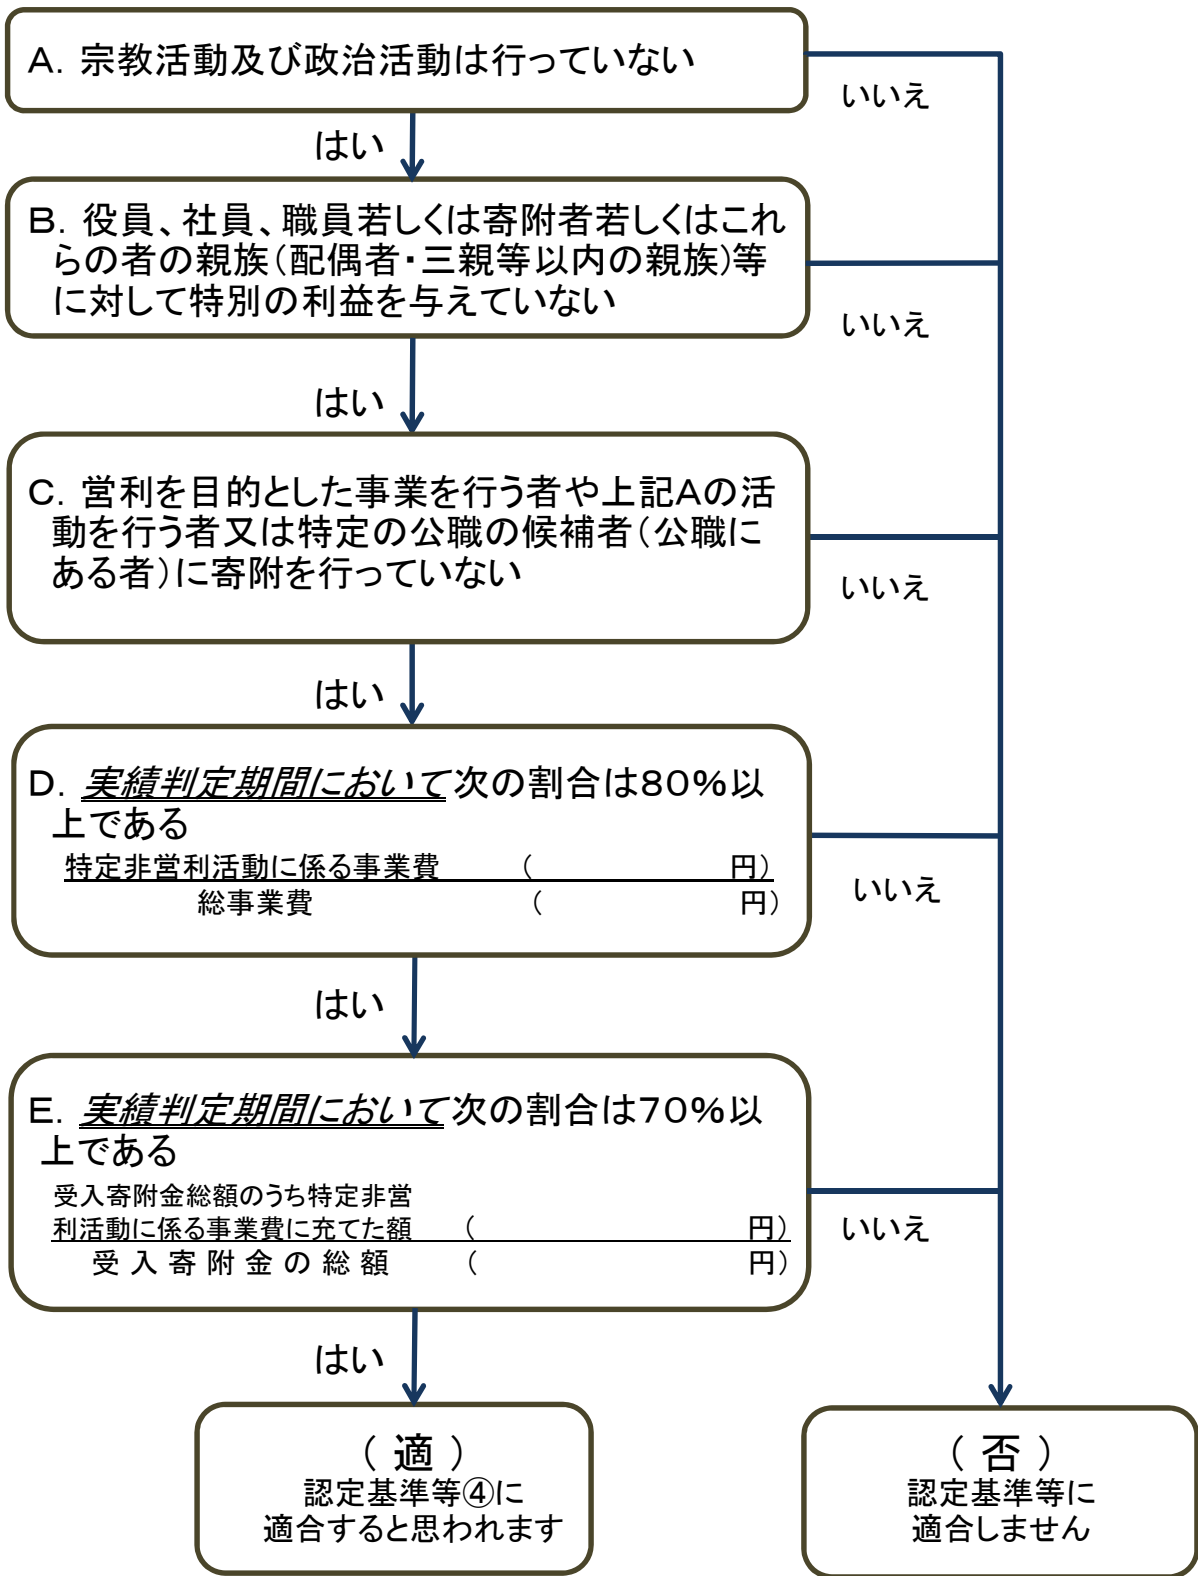 A．宗教活動及び政治活動は行っていない
いいえ
はい
B．役員、社員、職員若しくは寄附者若しくはこれ
らの者の親族（配偶者・三親等以内の親族）等
に対して特別の利益を与えていない
いいえ
はい
C．営利を目的とした事業を行う者や上記Aの活
動を行う者又は特定の公職の候補者（公職に
ある者）に寄附を行っていない
いいえ
はい
D．実績判定期間において次の割合は80％以
上である
特定非営利活動に係る事業費　（　　　　円）
総事業費　（　　　　円）
いいえ
はい
E．実績判定期間において次の割合は70％以
上である
受入寄附金総額のうち特定非営
利活動に係る事業費に充てた額　（　　　　円）
受入寄附金の総額　（　　　　円）
いいえ
はい
（適）
認定基準等④に
適合すると思われます
（否）
認定基準等に
適合しません